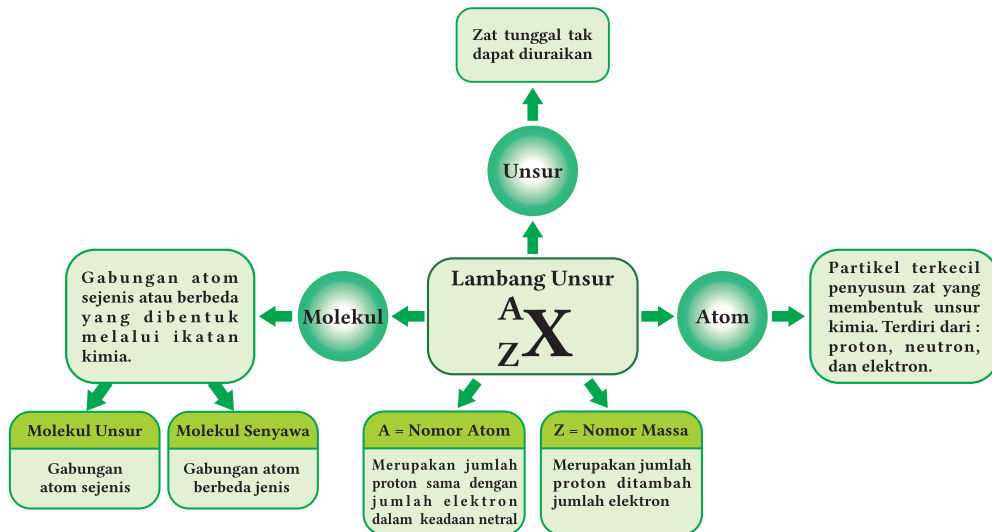 Zat tunggal tak
dapat diuraikan
Unsur
Lambang Unsur
A
Z
X
Molekul
Gabungan atom
sejenis atau berbeda
yang dibentuk
melalui ikatan
kimia.
Atom
Partikel terkecil
penyusun zat yang
membentuk unsur
kimia. Terdiri dari :
proton, neutron,
dan elektron.
Molekul Unsur
Gabungan
atom sejenis
Molekul Senyawa
Gabungan atom
berbeda jenis
A = Nomor Atom
Merupakan jumlah
proton sama dengan
jumlah elektron
dalam keadaan netral
Z = Nomor Massa
Merupakan jumlah
proton ditambah
jumlah elektron